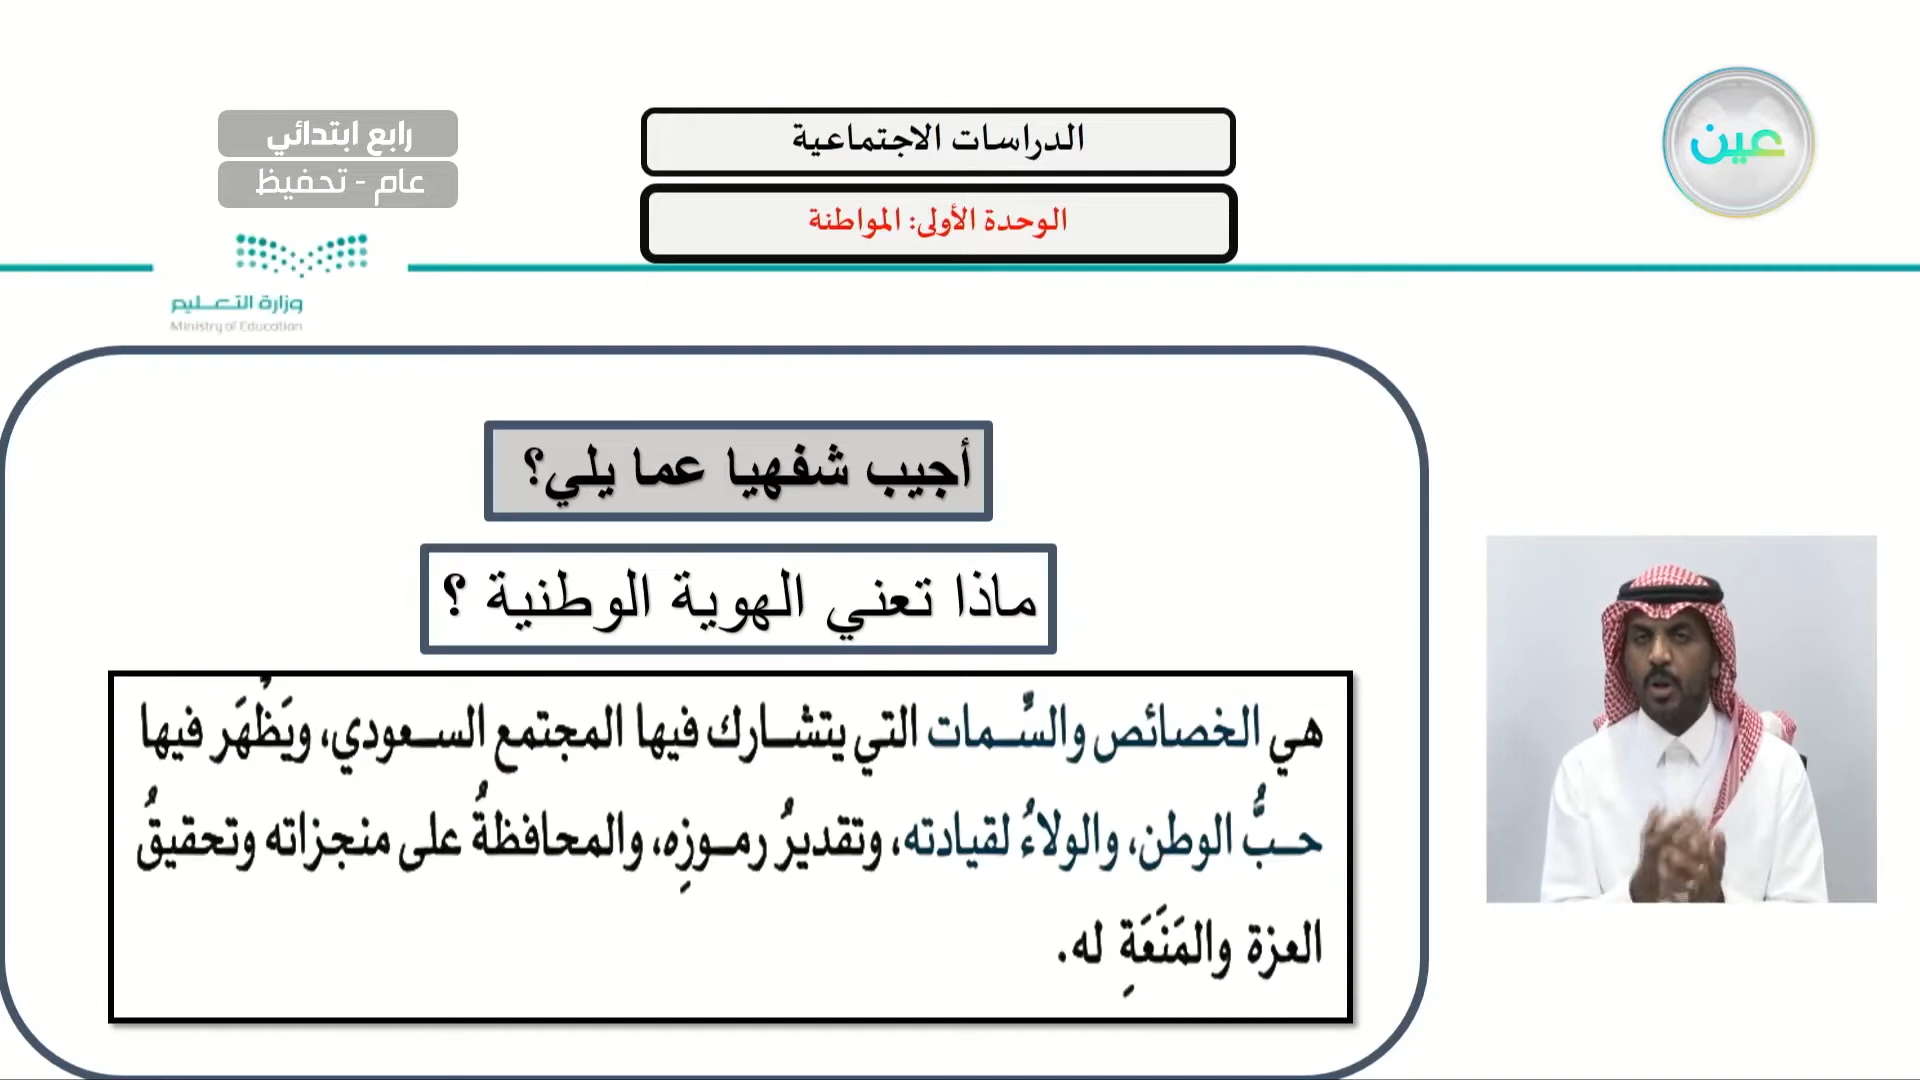 رابع ابتدائي
عام - تحفيظ
الدراسات الاجتماعية
الوحدة الأولى: المواطنة
عين
وزارة التعليم
Ministry of Education
أجيب شفهيا عما يلي؟
ماذا تعني الهوية الوطنية ؟
هي الخصائص والسِّمات التي يتشارك فيها المجتمع السعودي، ويَظْهَر فيها
حبُّ الوطن، والولاءُ لقيادته، وتقديرُ رموزِه، والمحافظةُ على منجزاته وتحقيقُ
العزة والمَنَعَةِ له.